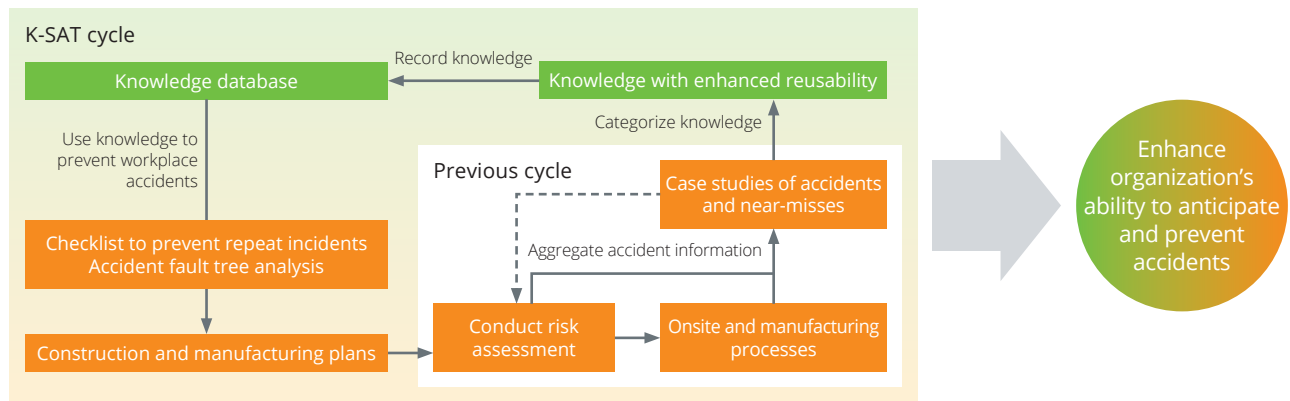 K-SAT cycle
Record knowledge
Knowledge database
Knowledge with enhanced reusability
Use knowledge to
prevent workplace
accidents
Categorize knowledge
Previous cycle
Case studies of accidents
and near-misses
Checklist to prevent repeat incidents
Accident fault tree analysis
Aggregate accident information
Construction and manufacturing plans
Conduct risk
assessment
Onsite and manufacturing
processes
Enhance
organization’s
ability to anticipate
and prevent
accidents